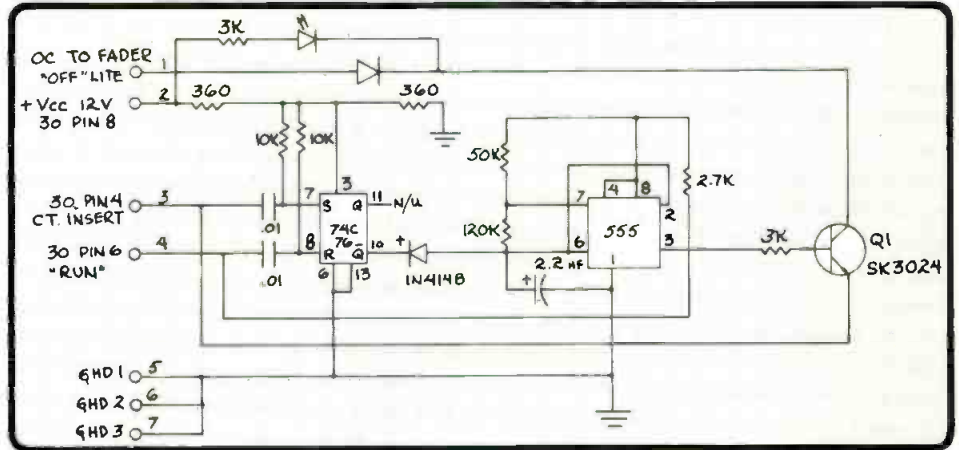 3K
OC TO FADER
"OFF" LITE
1
+ VCC 12V
30 PIN 8
2
360
360
10K
10K
30 PIN 4
CT. INSERT
3
30 PIN 6
"RUN"
4
.01
.01
7
8
3
S Q
74C
76
R Q̅
11
N/U
10
6
13
+
1N4148
50K
120K
2.2 MF
+
7
6
4
8
2
555
3
1
2.7K
3K
Q1
SK3024
GND 1
5
GND 2
6
GND 3
7